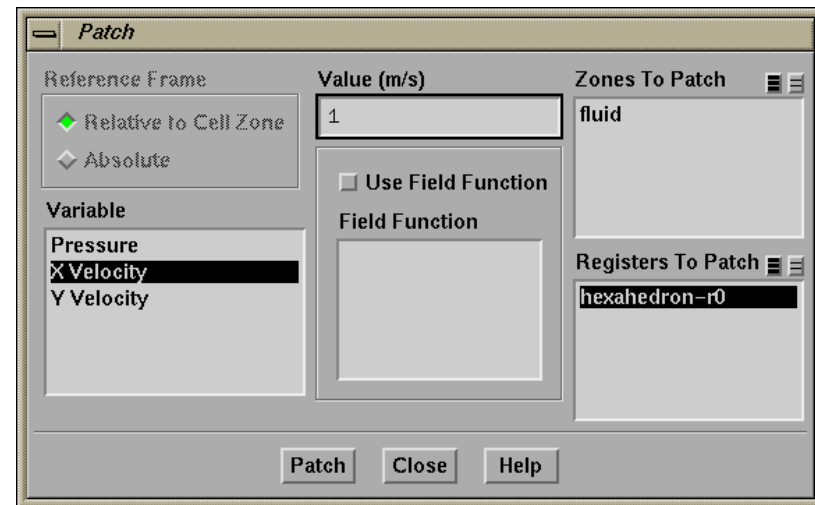 Patch
Reference Frame
Relative to Cell Zone
Absolute
Variable
Pressure
X Velocity
Y Velocity
Value (m/s)
1
Use Field Function
Field Function
Zones To Patch
fluid
Registers To Patch
hexahedron-r0
Patch
Close
Help